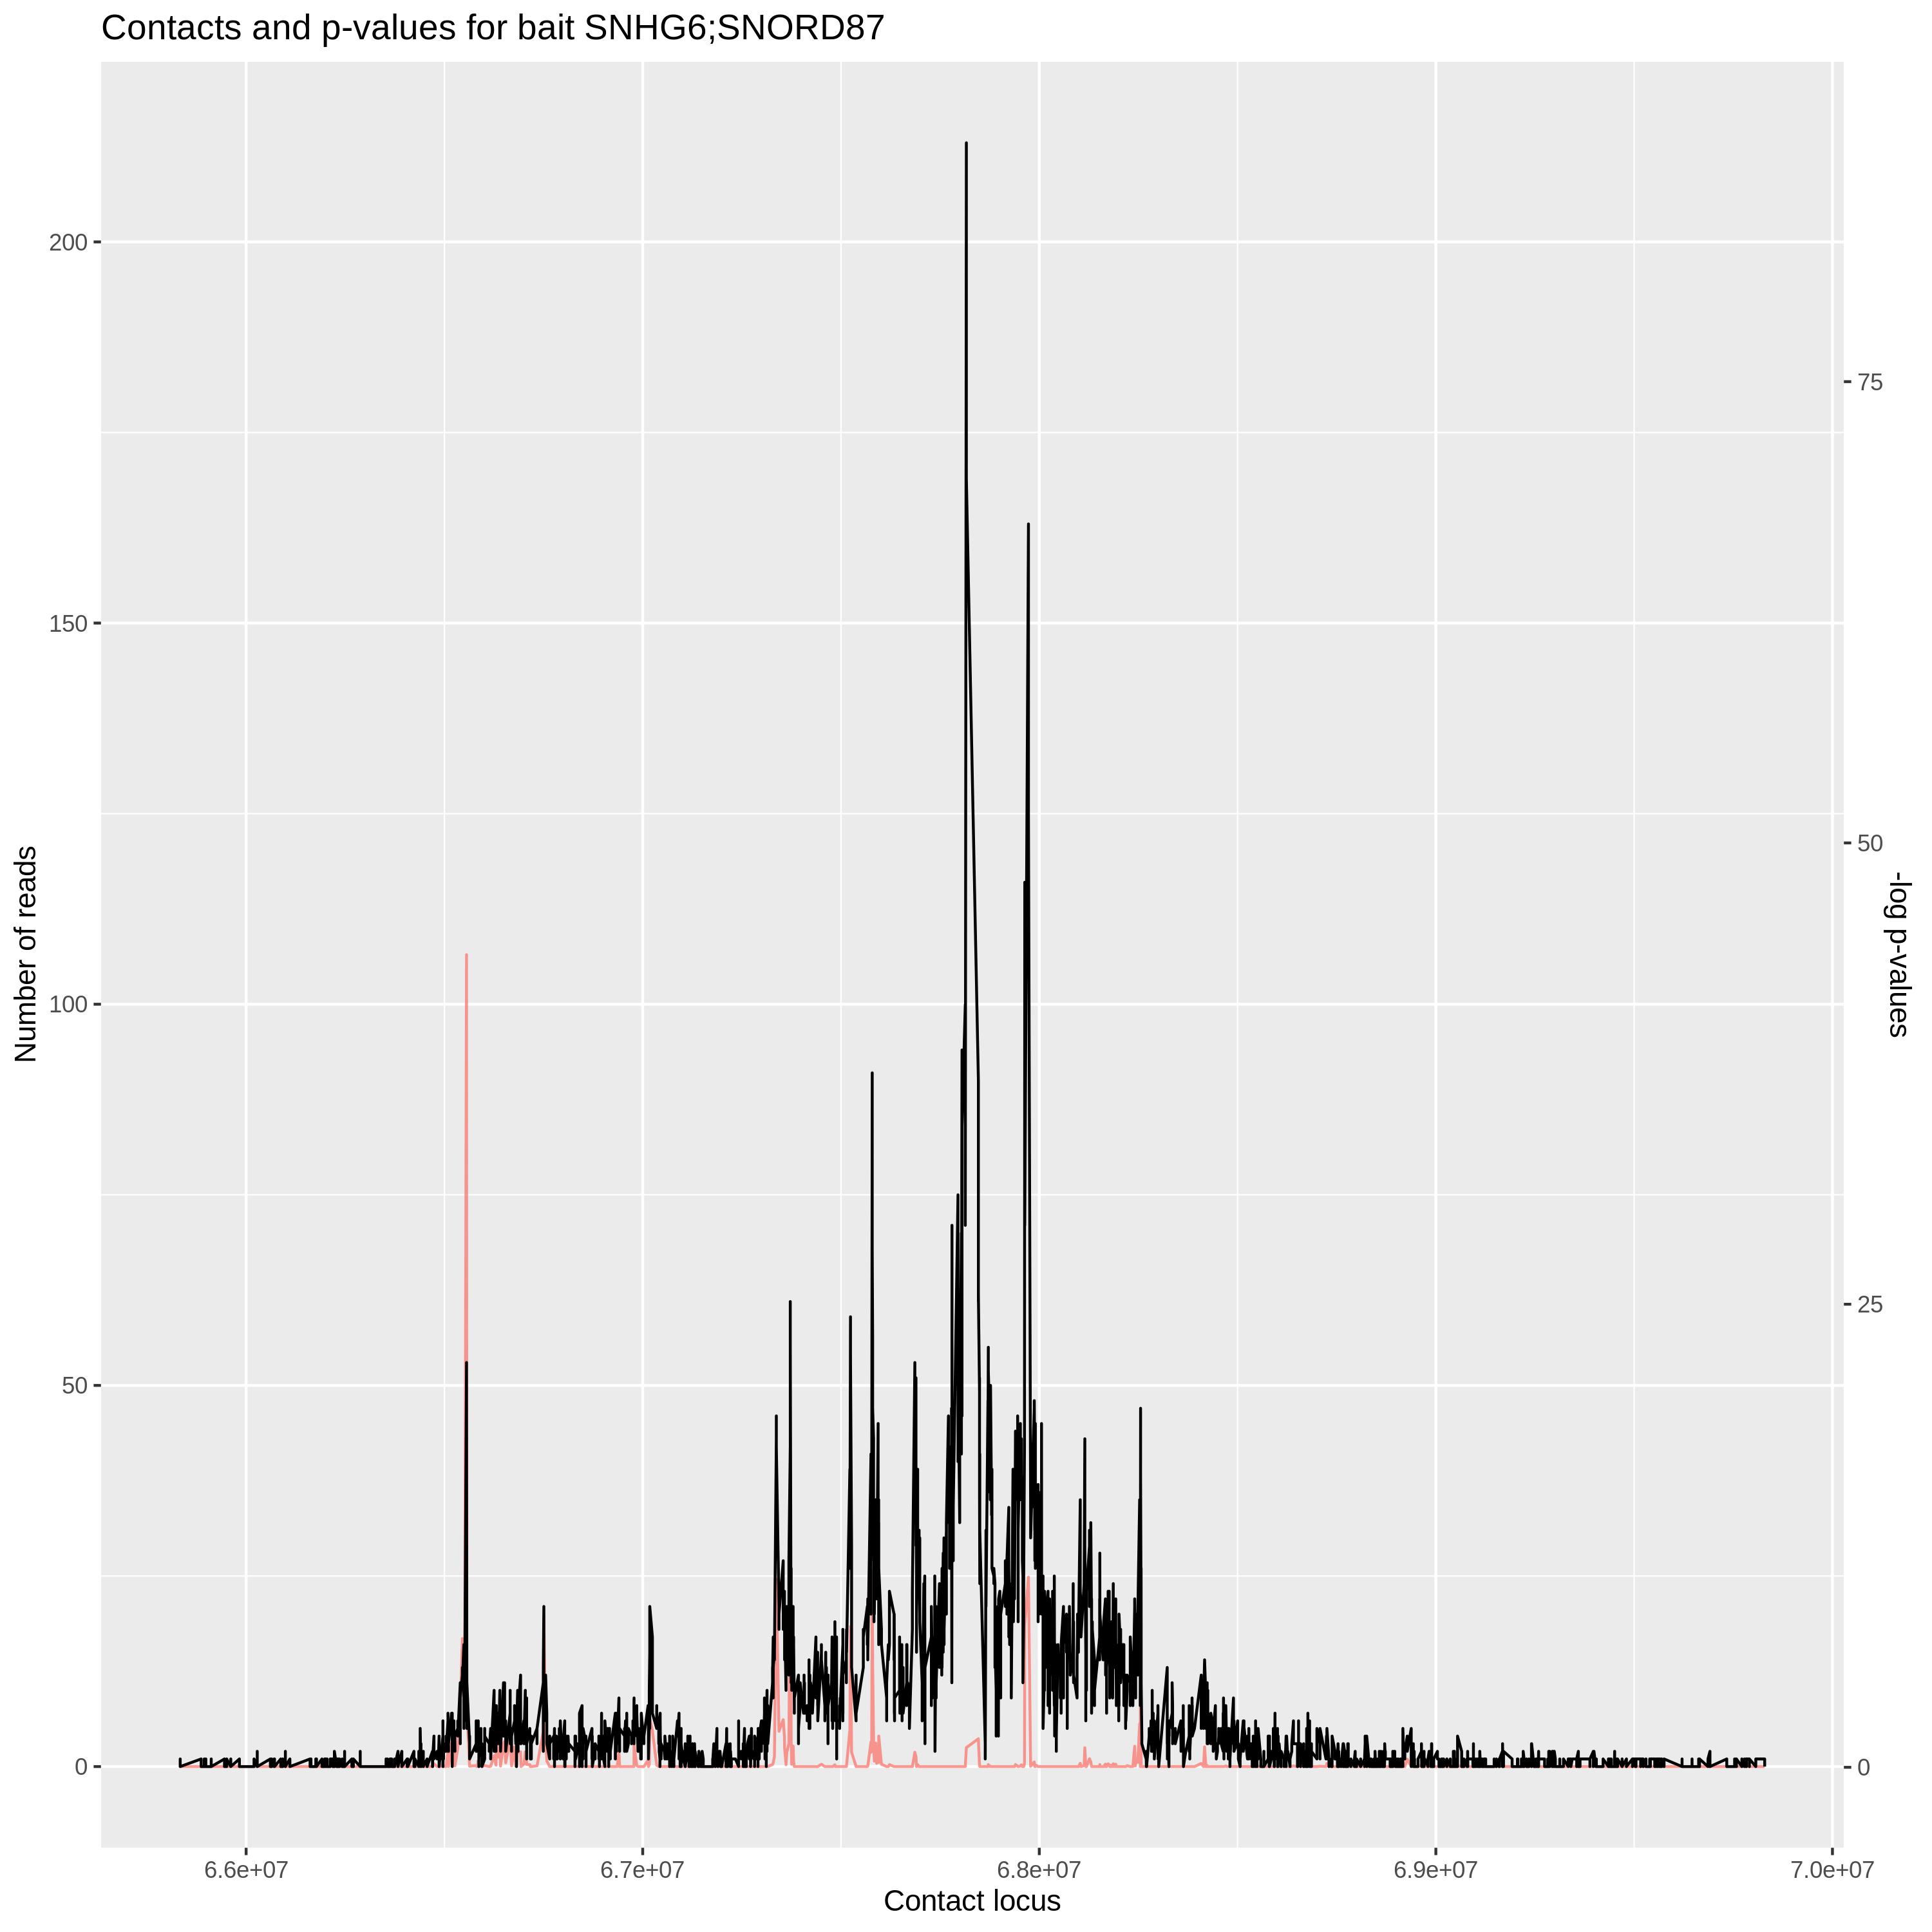 Contacts and p-values for bait SNHG6;SNORD87
Number of reads
200
150
100
50
0
75
50
25
0
-log p-values
6.6e+07
6.7e+07
6.8e+07
6.9e+07
7.0e+07
Contact locus